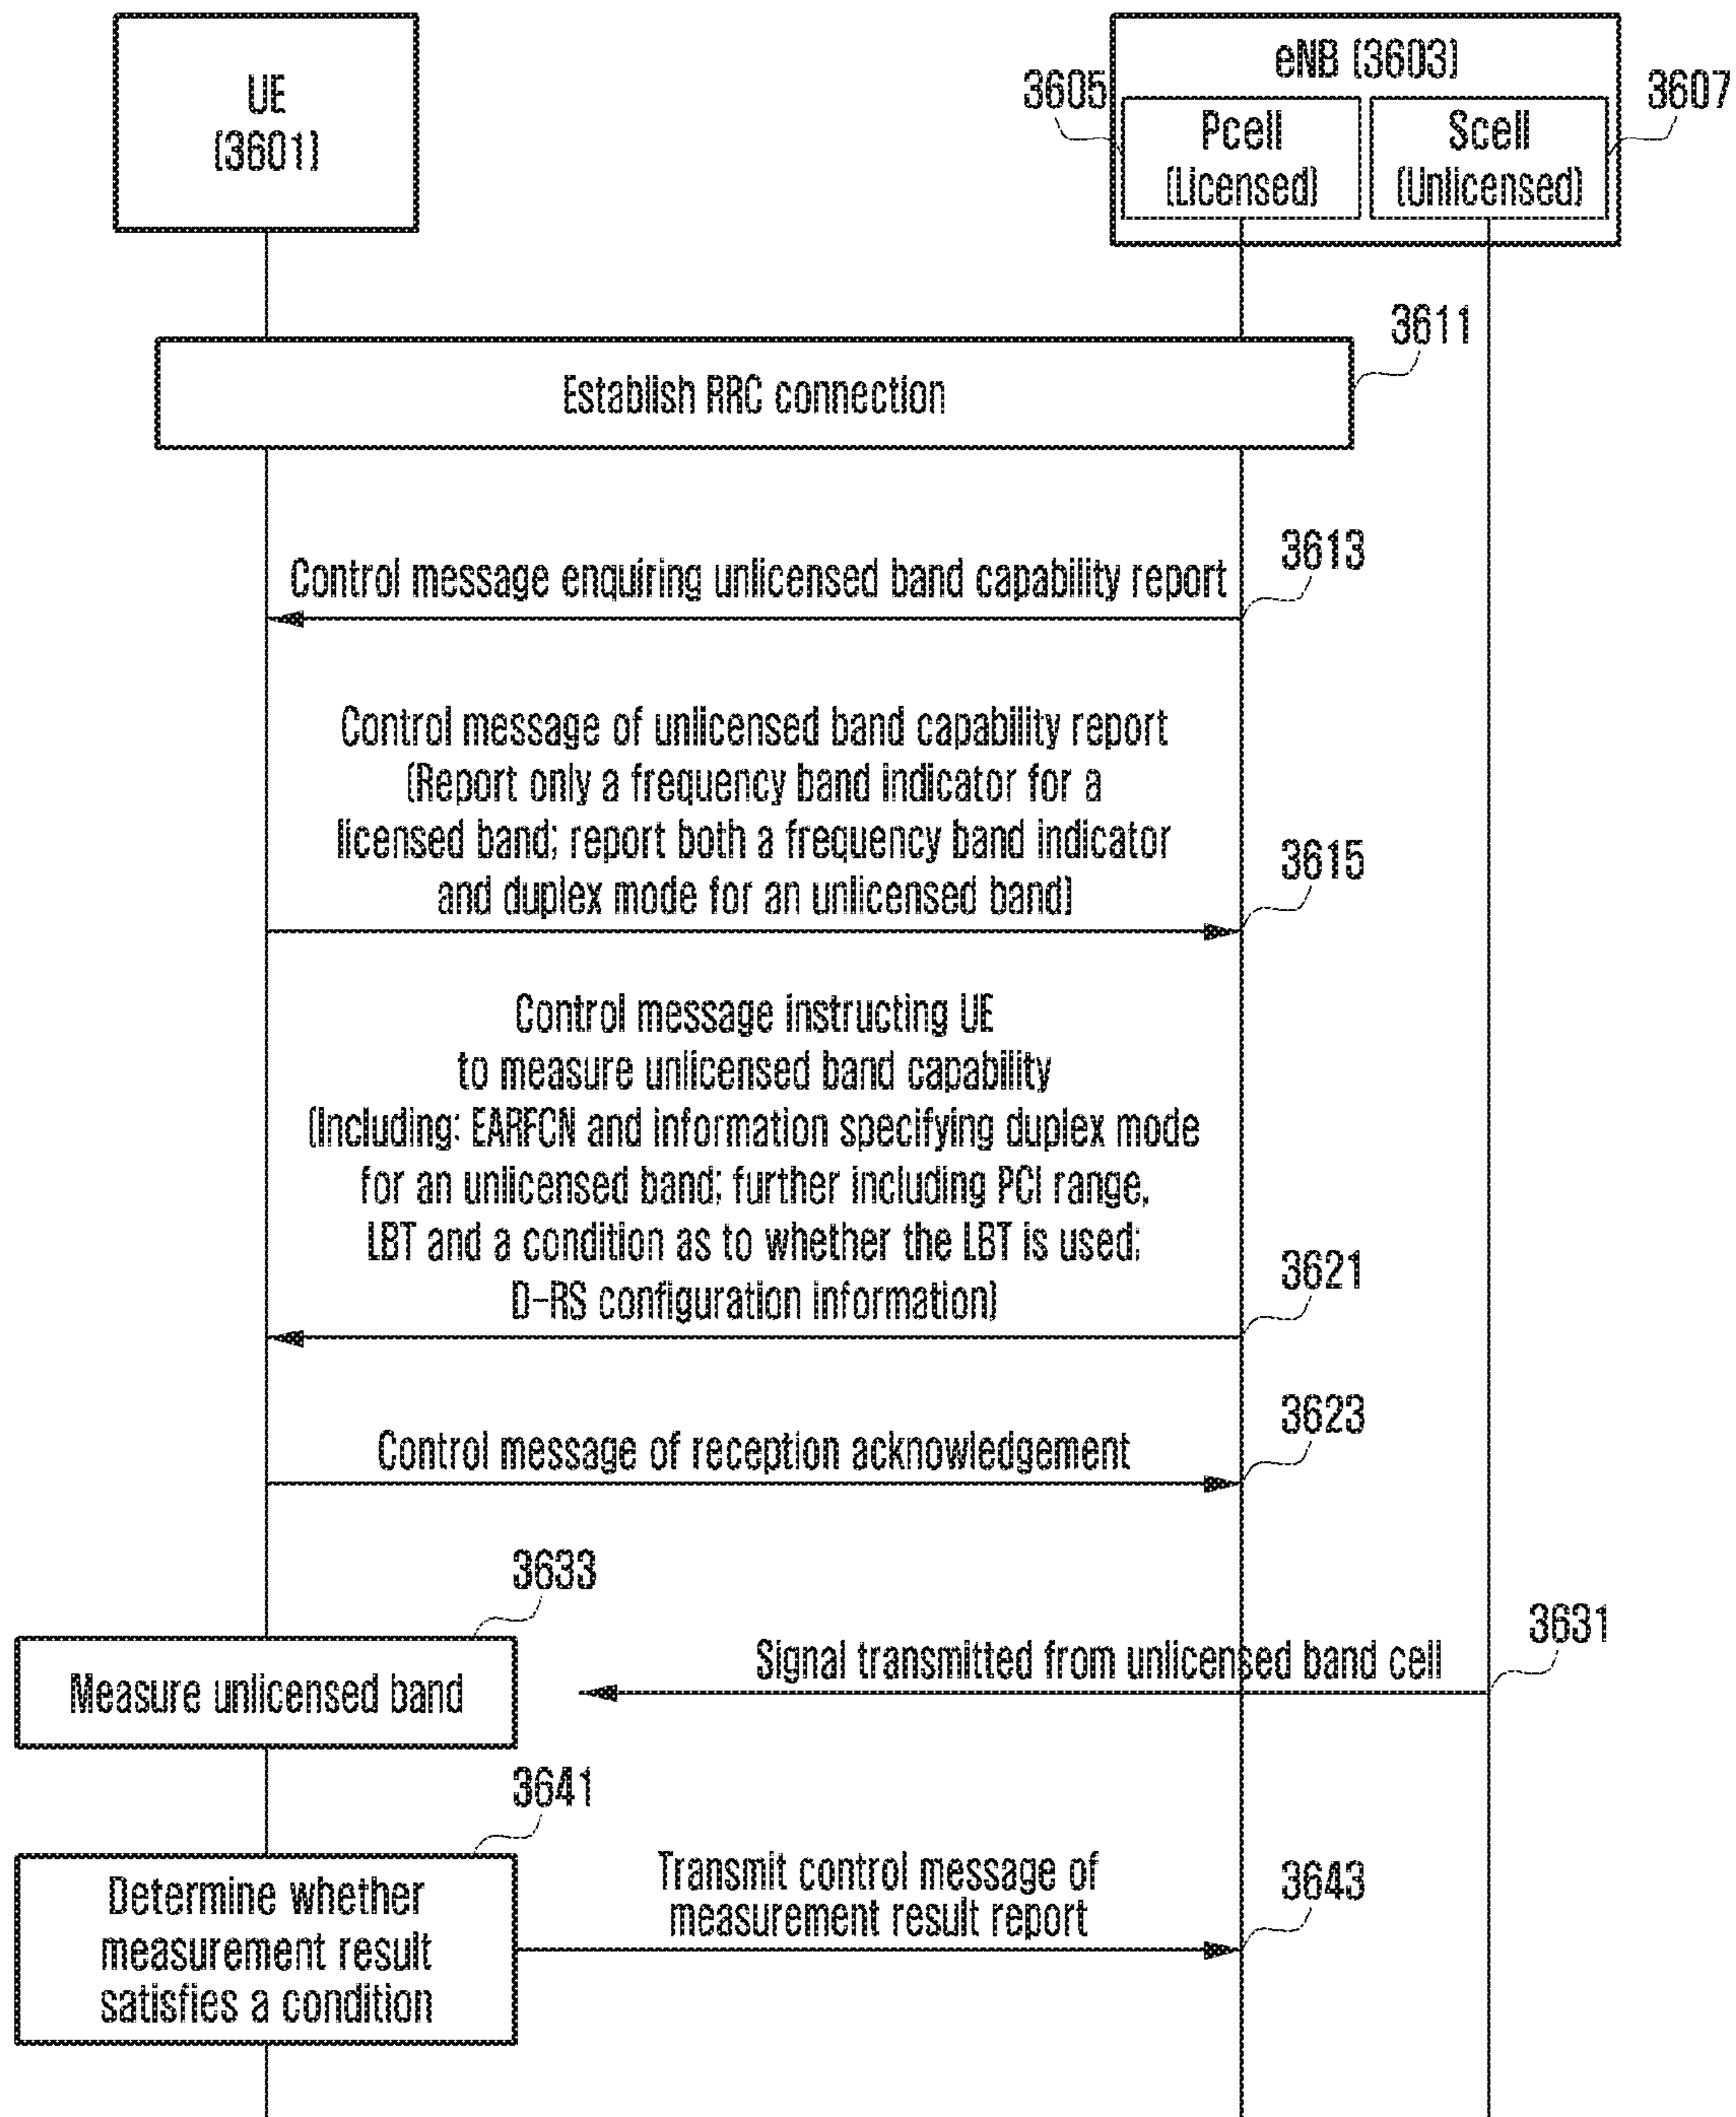 UE
(3601)
eNB (3603)
3605
3607
Pcell
(Licensed)
Scell
(Unlicensed)
3611
Establish RRC connection
3613
Control message enquiring unlicensed band capability report
Control message of unlicensed band capability report
(Report only a frequency band indicator for a
licensed band; report both a frequency band indicator
and duplex mode for an unlicensed band)
3615
Control message instructing UE
to measure unlicensed band capability
(Including: EARFCN and information specifying duplex mode
for an unlicensed band; further including PCI range,
LBT and a condition as to whether the LBT is used;
D-RS configuration information)
3621
3623
Control message of reception acknowledgement
3633
Measure unlicensed band
3631
Signal transmitted from unlicensed band cell
3641
Determine whether
measurement result
satisfies a condition
Transmit control message of
measurement result report
3643